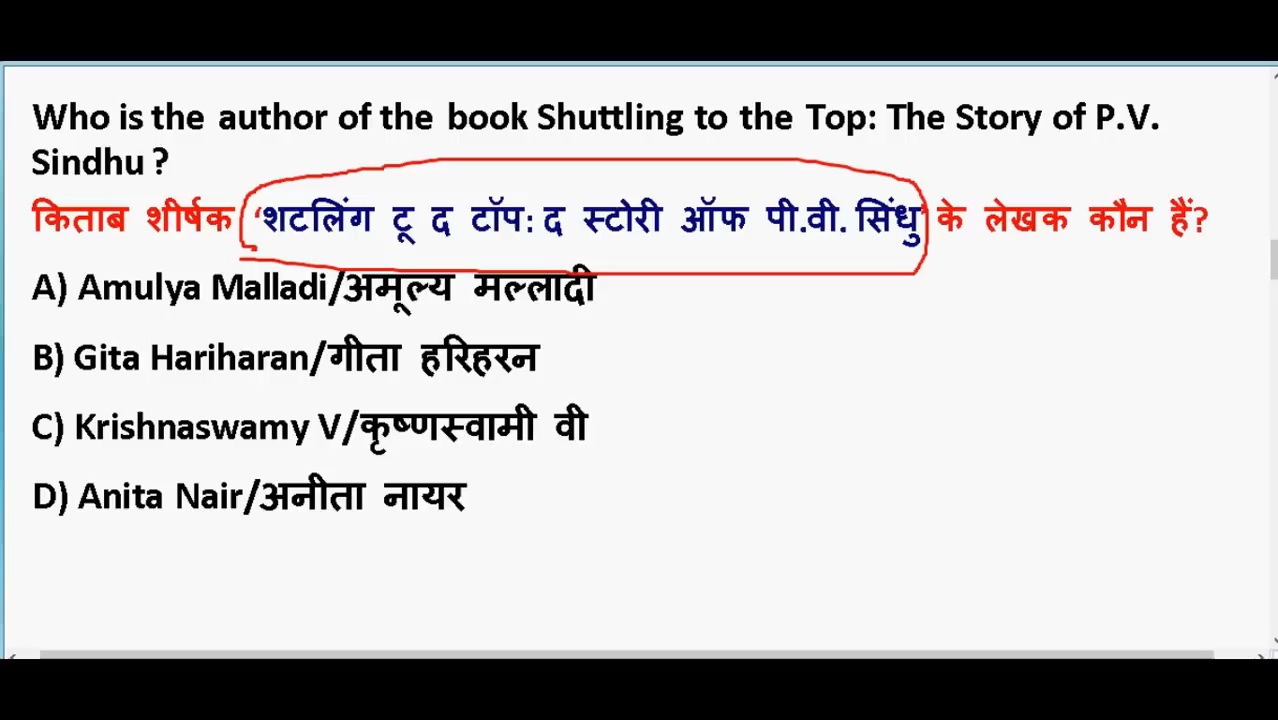 Who is the author of the book Shuttling to the Top: The Story of P.V.
Sindhu ?
किताब शीर्षक ‘शटलिंग टू द टॉप: द स्टोरी ऑफ पी.वी. सिंधु’ के लेखक कौन हैं?
A) Amulya Malladi/अमूल्य मल्लादी
B) Gita Hariharan/गीता हरिहरन
C) Krishnaswamy V/कृष्णस्वामी वी
D) Anita Nair/अनीता नायर